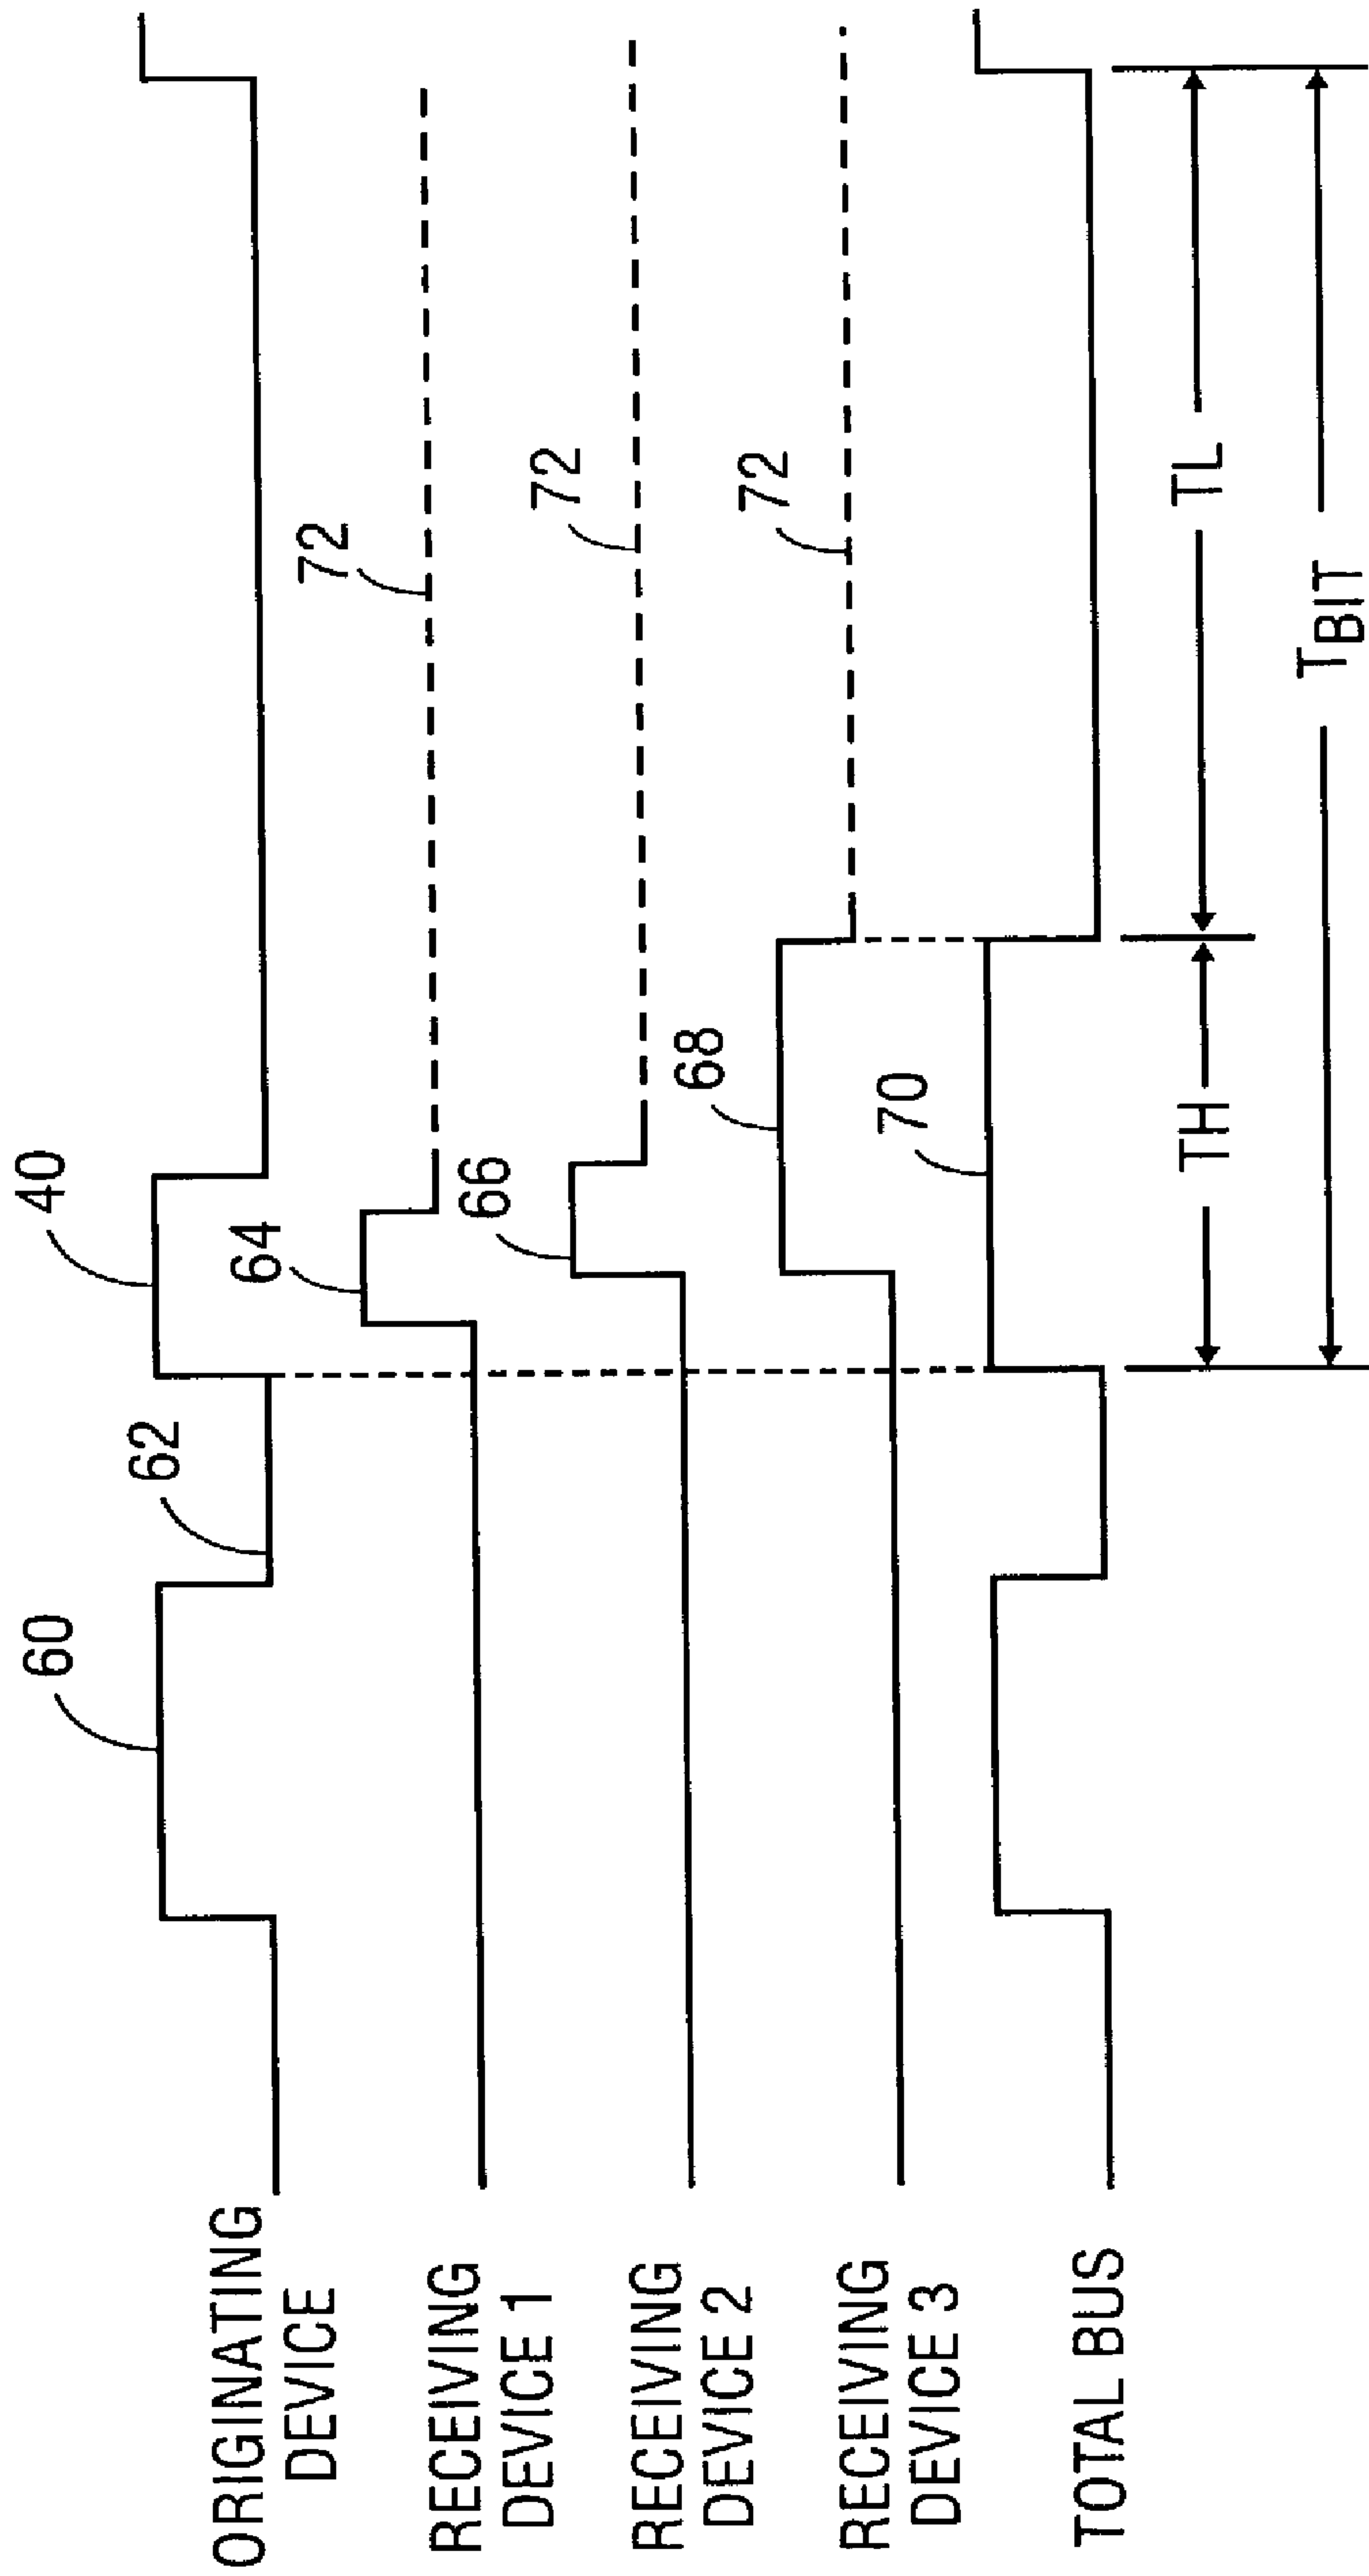 ORIGINATING
DEVICE
60
62
40
RECEIVING
DEVICE 1
64
72
RECEIVING
DEVICE 2
66
72
RECEIVING
DEVICE 3
68
72
TOTAL BUS
70
TH
TL
TBIT